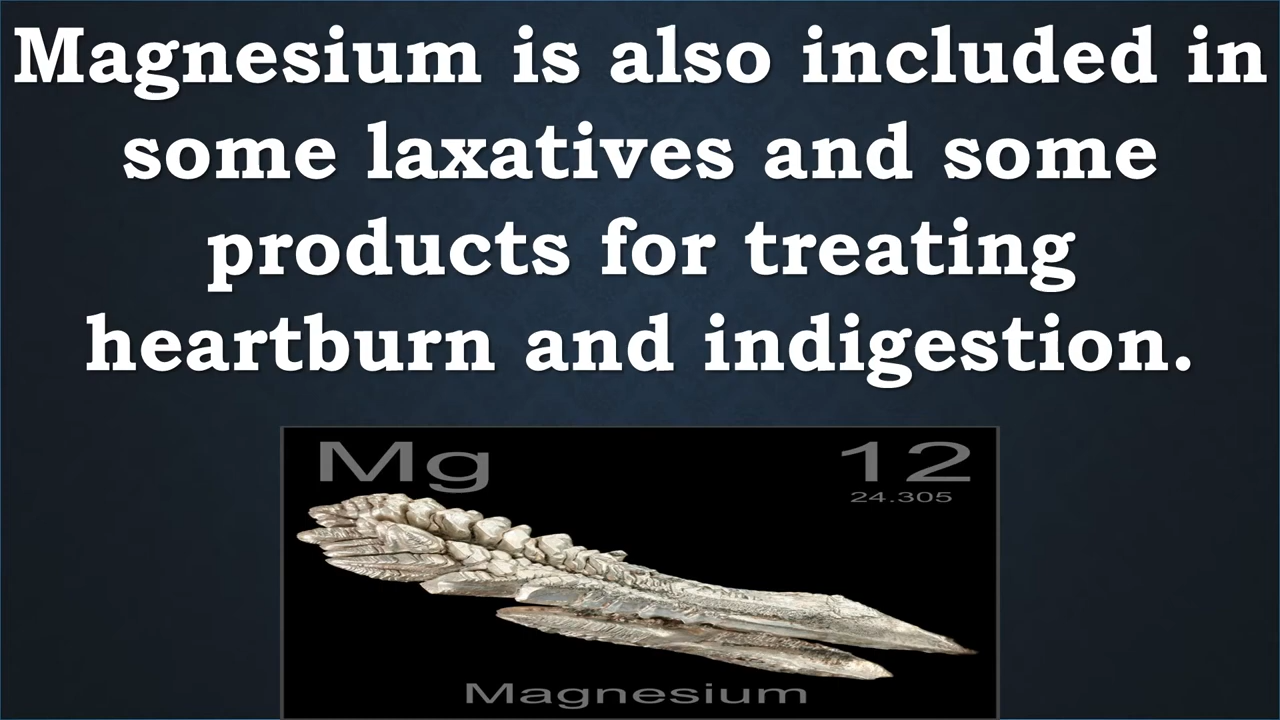 Magnesium is also included in
some laxatives and some
products for treating
heartburn and indigestion.
Mg 12
24.305
Magnesium